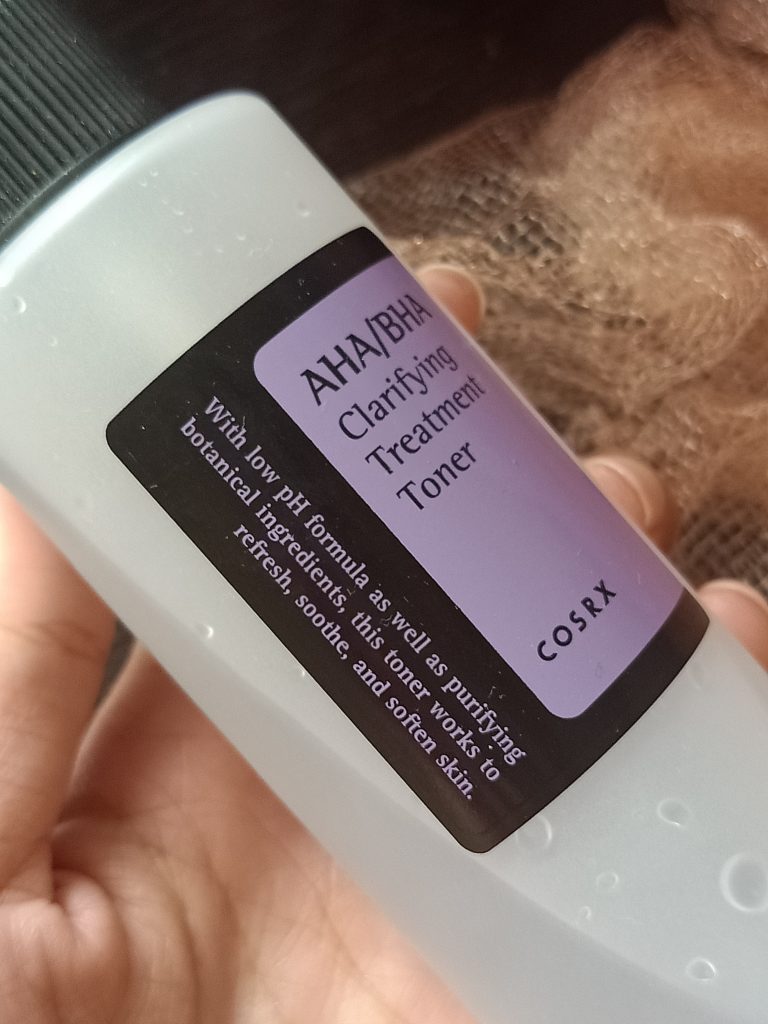 AHA/BHA
Clarifying
Treatment
Toner
COSRX
With low pH formula as well as purifying
botanical ingredients, this toner works to
refresh, soothe, and soften skin.